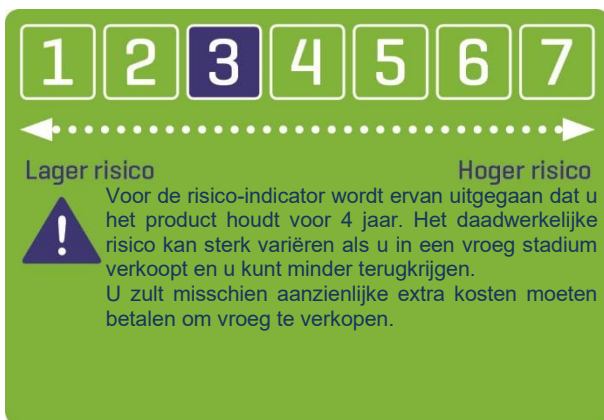 1 2 3 4 5 6 7
Lager risico Hoger risico
Voor de risico-indicator wordt ervan uitgegaan dat u
het product houdt voor 4 jaar. Het daadwerkelijke
risico kan sterk variëren als u in een vroeg stadium
verkoopt en u kunt minder terugkrijgen.
U zult misschien aanzienlijke extra kosten moeten
betalen om vroeg te verkopen.